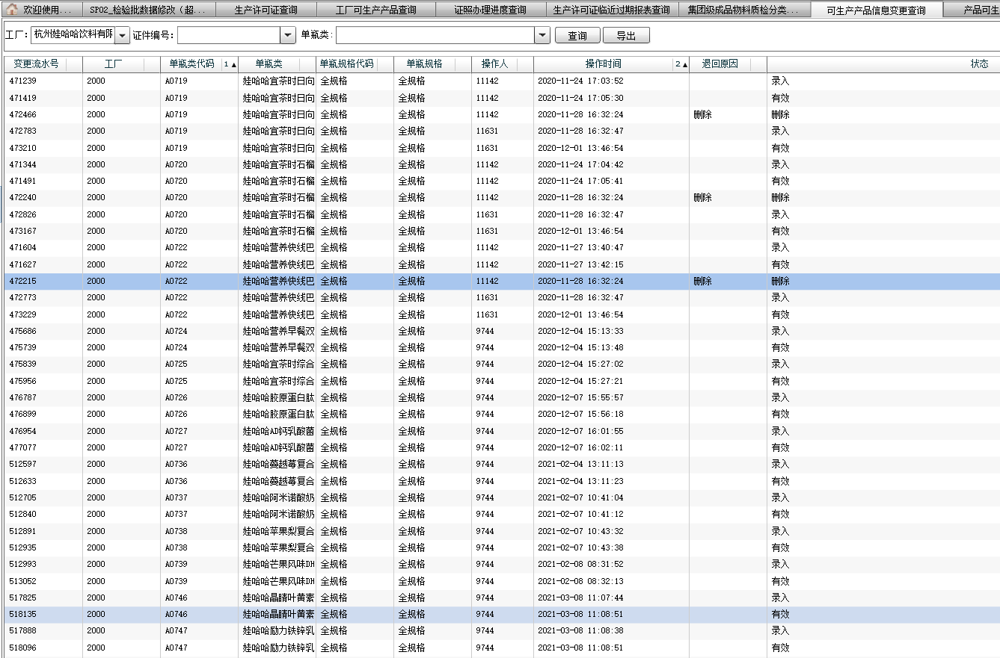 欢迎使用... SP02_检验批数据修改（超... 生产许可证查询 工厂可生产产品查询 证照办理进度查询 生产许可证临近过期报表查询 集团级成品物料质检分类... 可生产产品信息变更查询 产品可生
工厂: 杭州娃哈哈饮料有限 证件编号: 单瓶类: 查询 导出
变更流水号 工厂 单瓶类代码 1▲ 单瓶类 单瓶规格代码 单瓶规格 操作人 操作时间 2▲ 退回原因 状态
471239 2000 A0719 娃哈哈宜茶时日向 全规格 全规格 11142 2020-11-24 17:03:52 录入
471419 2000 A0719 娃哈哈宜茶时日向 全规格 全规格 11142 2020-11-24 17:05:30 有效
472466 2000 A0719 娃哈哈宜茶时日向 全规格 全规格 11142 2020-11-28 16:32:24 删除 删除
472783 2000 A0719 娃哈哈宜茶时日向 全规格 全规格 11631 2020-11-28 16:32:47 录入
473210 2000 A0719 娃哈哈宜茶时日向 全规格 全规格 11631 2020-12-01 13:46:54 有效
471344 2000 A0720 娃哈哈宜茶时石榴 全规格 全规格 11142 2020-11-24 17:04:42 录入
471491 2000 A0720 娃哈哈宜茶时石榴 全规格 全规格 11142 2020-11-24 17:05:41 有效
472240 2000 A0720 娃哈哈宜茶时石榴 全规格 全规格 11142 2020-11-28 16:32:24 删除 删除
472826 2000 A0720 娃哈哈宜茶时石榴 全规格 全规格 11631 2020-11-28 16:32:47 录入
473167 2000 A0720 娃哈哈宜茶时石榴 全规格 全规格 11631 2020-12-01 13:46:54 有效
471604 2000 A0722 娃哈哈营养快线巴 全规格 全规格 11142 2020-11-27 13:40:47 录入
471627 2000 A0722 娃哈哈营养快线巴 全规格 全规格 11142 2020-11-27 13:42:15 有效
472215 2000 A0722 娃哈哈营养快线巴 全规格 全规格 11142 2020-11-28 16:32:24 删除 删除
472773 2000 A0722 娃哈哈营养快线巴 全规格 全规格 11631 2020-11-28 16:32:47 录入
473229 2000 A0722 娃哈哈营养快线巴 全规格 全规格 11631 2020-12-01 13:46:54 有效
475686 2000 A0724 娃哈哈营养早餐双 全规格 全规格 9744 2020-12-04 15:13:33 录入
475739 2000 A0724 娃哈哈营养早餐双 全规格 全规格 9744 2020-12-04 15:13:48 有效
475839 2000 A0725 娃哈哈宜茶时综合 全规格 全规格 9744 2020-12-04 15:27:02 录入
475956 2000 A0725 娃哈哈宜茶时综合 全规格 全规格 9744 2020-12-04 15:27:21 有效
476787 2000 A0726 娃哈哈胶原蛋白肽 全规格 全规格 9744 2020-12-07 15:55:57 录入
476899 2000 A0726 娃哈哈胶原蛋白肽 全规格 全规格 9744 2020-12-07 15:56:18 有效
476954 2000 A0727 娃哈哈AD钙乳酸菌 全规格 全规格 9744 2020-12-07 16:01:55 录入
477077 2000 A0727 娃哈哈AD钙乳酸菌 全规格 全规格 9744 2020-12-07 16:02:11 有效
512597 2000 A0736 娃哈哈蔓越莓复合 全规格 全规格 9744 2021-02-04 13:11:13 录入
512633 2000 A0736 娃哈哈蔓越莓复合 全规格 全规格 9744 2021-02-04 13:11:23 有效
512705 2000 A0737 娃哈哈阿米诺酸奶 全规格 全规格 9744 2021-02-07 10:41:04 录入
512840 2000 A0737 娃哈哈阿米诺酸奶 全规格 全规格 9744 2021-02-07 10:41:12 有效
512891 2000 A0738 娃哈哈苹果梨复合 全规格 全规格 9744 2021-02-07 10:43:32 录入
512935 2000 A0738 娃哈哈苹果梨复合 全规格 全规格 9744 2021-02-07 10:43:38 有效
512993 2000 A0739 娃哈哈芒果风味DH 全规格 全规格 9744 2021-02-08 08:31:52 录入
513052 2000 A0739 娃哈哈芒果风味DH 全规格 全规格 9744 2021-02-08 08:32:13 有效
517825 2000 A0746 娃哈哈晶睛叶黄素 全规格 全规格 9744 2021-03-08 11:07:44 录入
518135 2000 A0746 娃哈哈晶睛叶黄素 全规格 全规格 9744 2021-03-08 11:08:51 有效
517888 2000 A0747 娃哈哈励力铁锌乳 全规格 全规格 9744 2021-03-08 11:08:38 录入
518096 2000 A0747 娃哈哈励力铁锌乳 全规格 全规格 9744 2021-03-08 11:08:51 有效